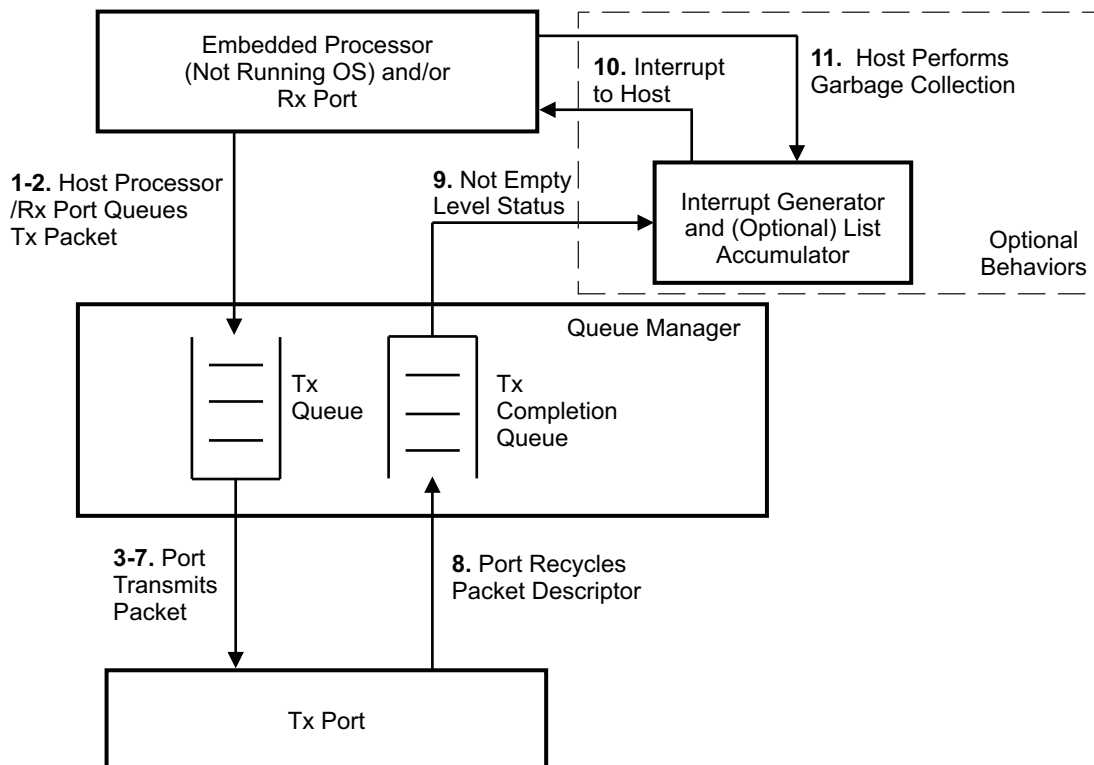 Embedded Processor
(Not Running OS) and/or
Rx Port
10. Interrupt
to Host
11. Host Performs
Garbage Collection
1-2. Host Processor
/Rx Port Queues
Tx Packet
9. Not Empty
Level Status
Interrupt Generator
and (Optional) List
Accumulator
Optional
Behaviors
Queue Manager
Tx
Queue
Tx
Completion
Queue
3-7. Port
Transmits
Packet
8. Port Recycles
Packet Descriptor
Tx Port